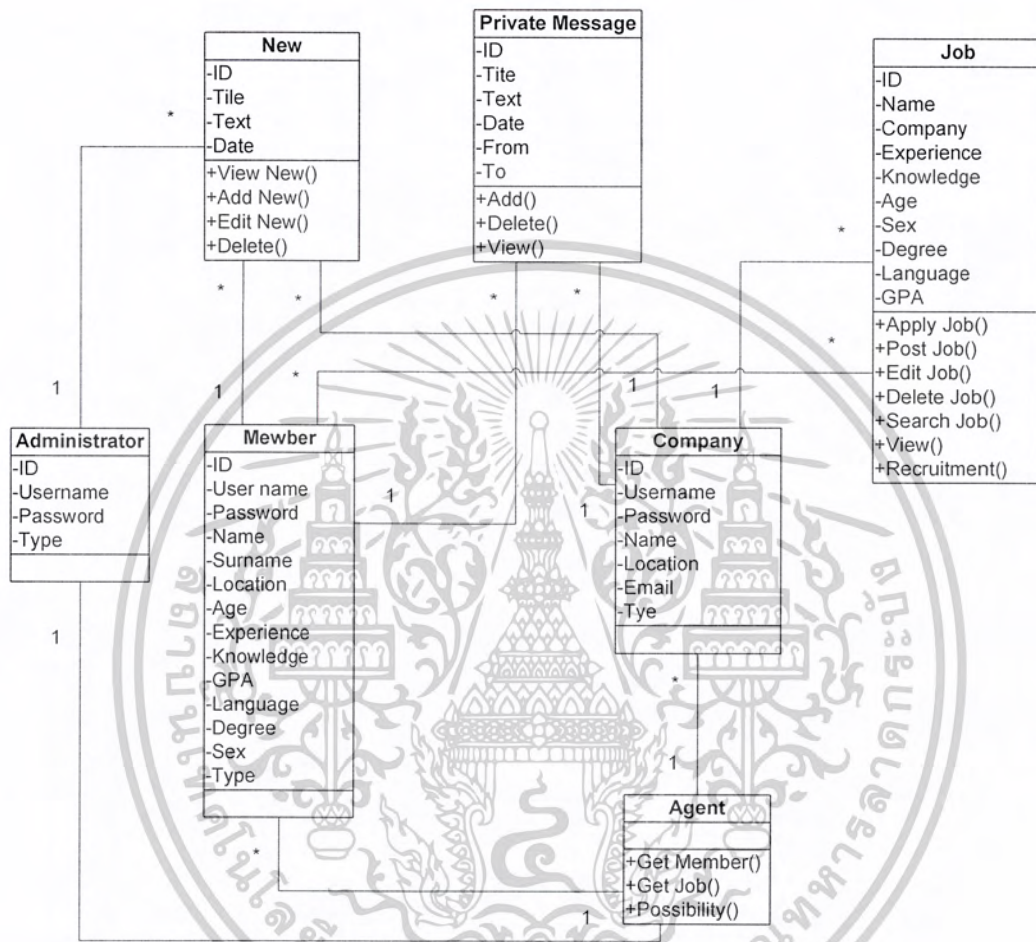 New
-ID
-Tile
-Text
-Date
+View New()
+Add New()
+Edit New()
+Delete()
Private Message
-ID
-Tite
-Text
-Date
-From
-To
+Add()
+Delete()
+View()
Job
-ID
-Name
-Company
-Experience
-Knowledge
-Age
-Sex
-Degree
-Language
-GPA
+Apply Job()
+Post Job()
+Edit Job()
+Delete Job()
+Search Job()
+View()
+Recruitment()
*
*
*
*
*
*
*
*
1
1
1
1
Administrator
-ID
-Username
-Password
-Type
Mewber
-ID
-User name
-Password
-Name
-Surname
-Location
-Age
-Experience
-Knowledge
-GPA
-Language
-Degree
-Sex
-Type
1
1
Company
-ID
-Username
-Password
-Name
-Location
-Email
-Tye
1
*
1
Agent
+Get Member()
+Get Job()
+Possibility()
*
1